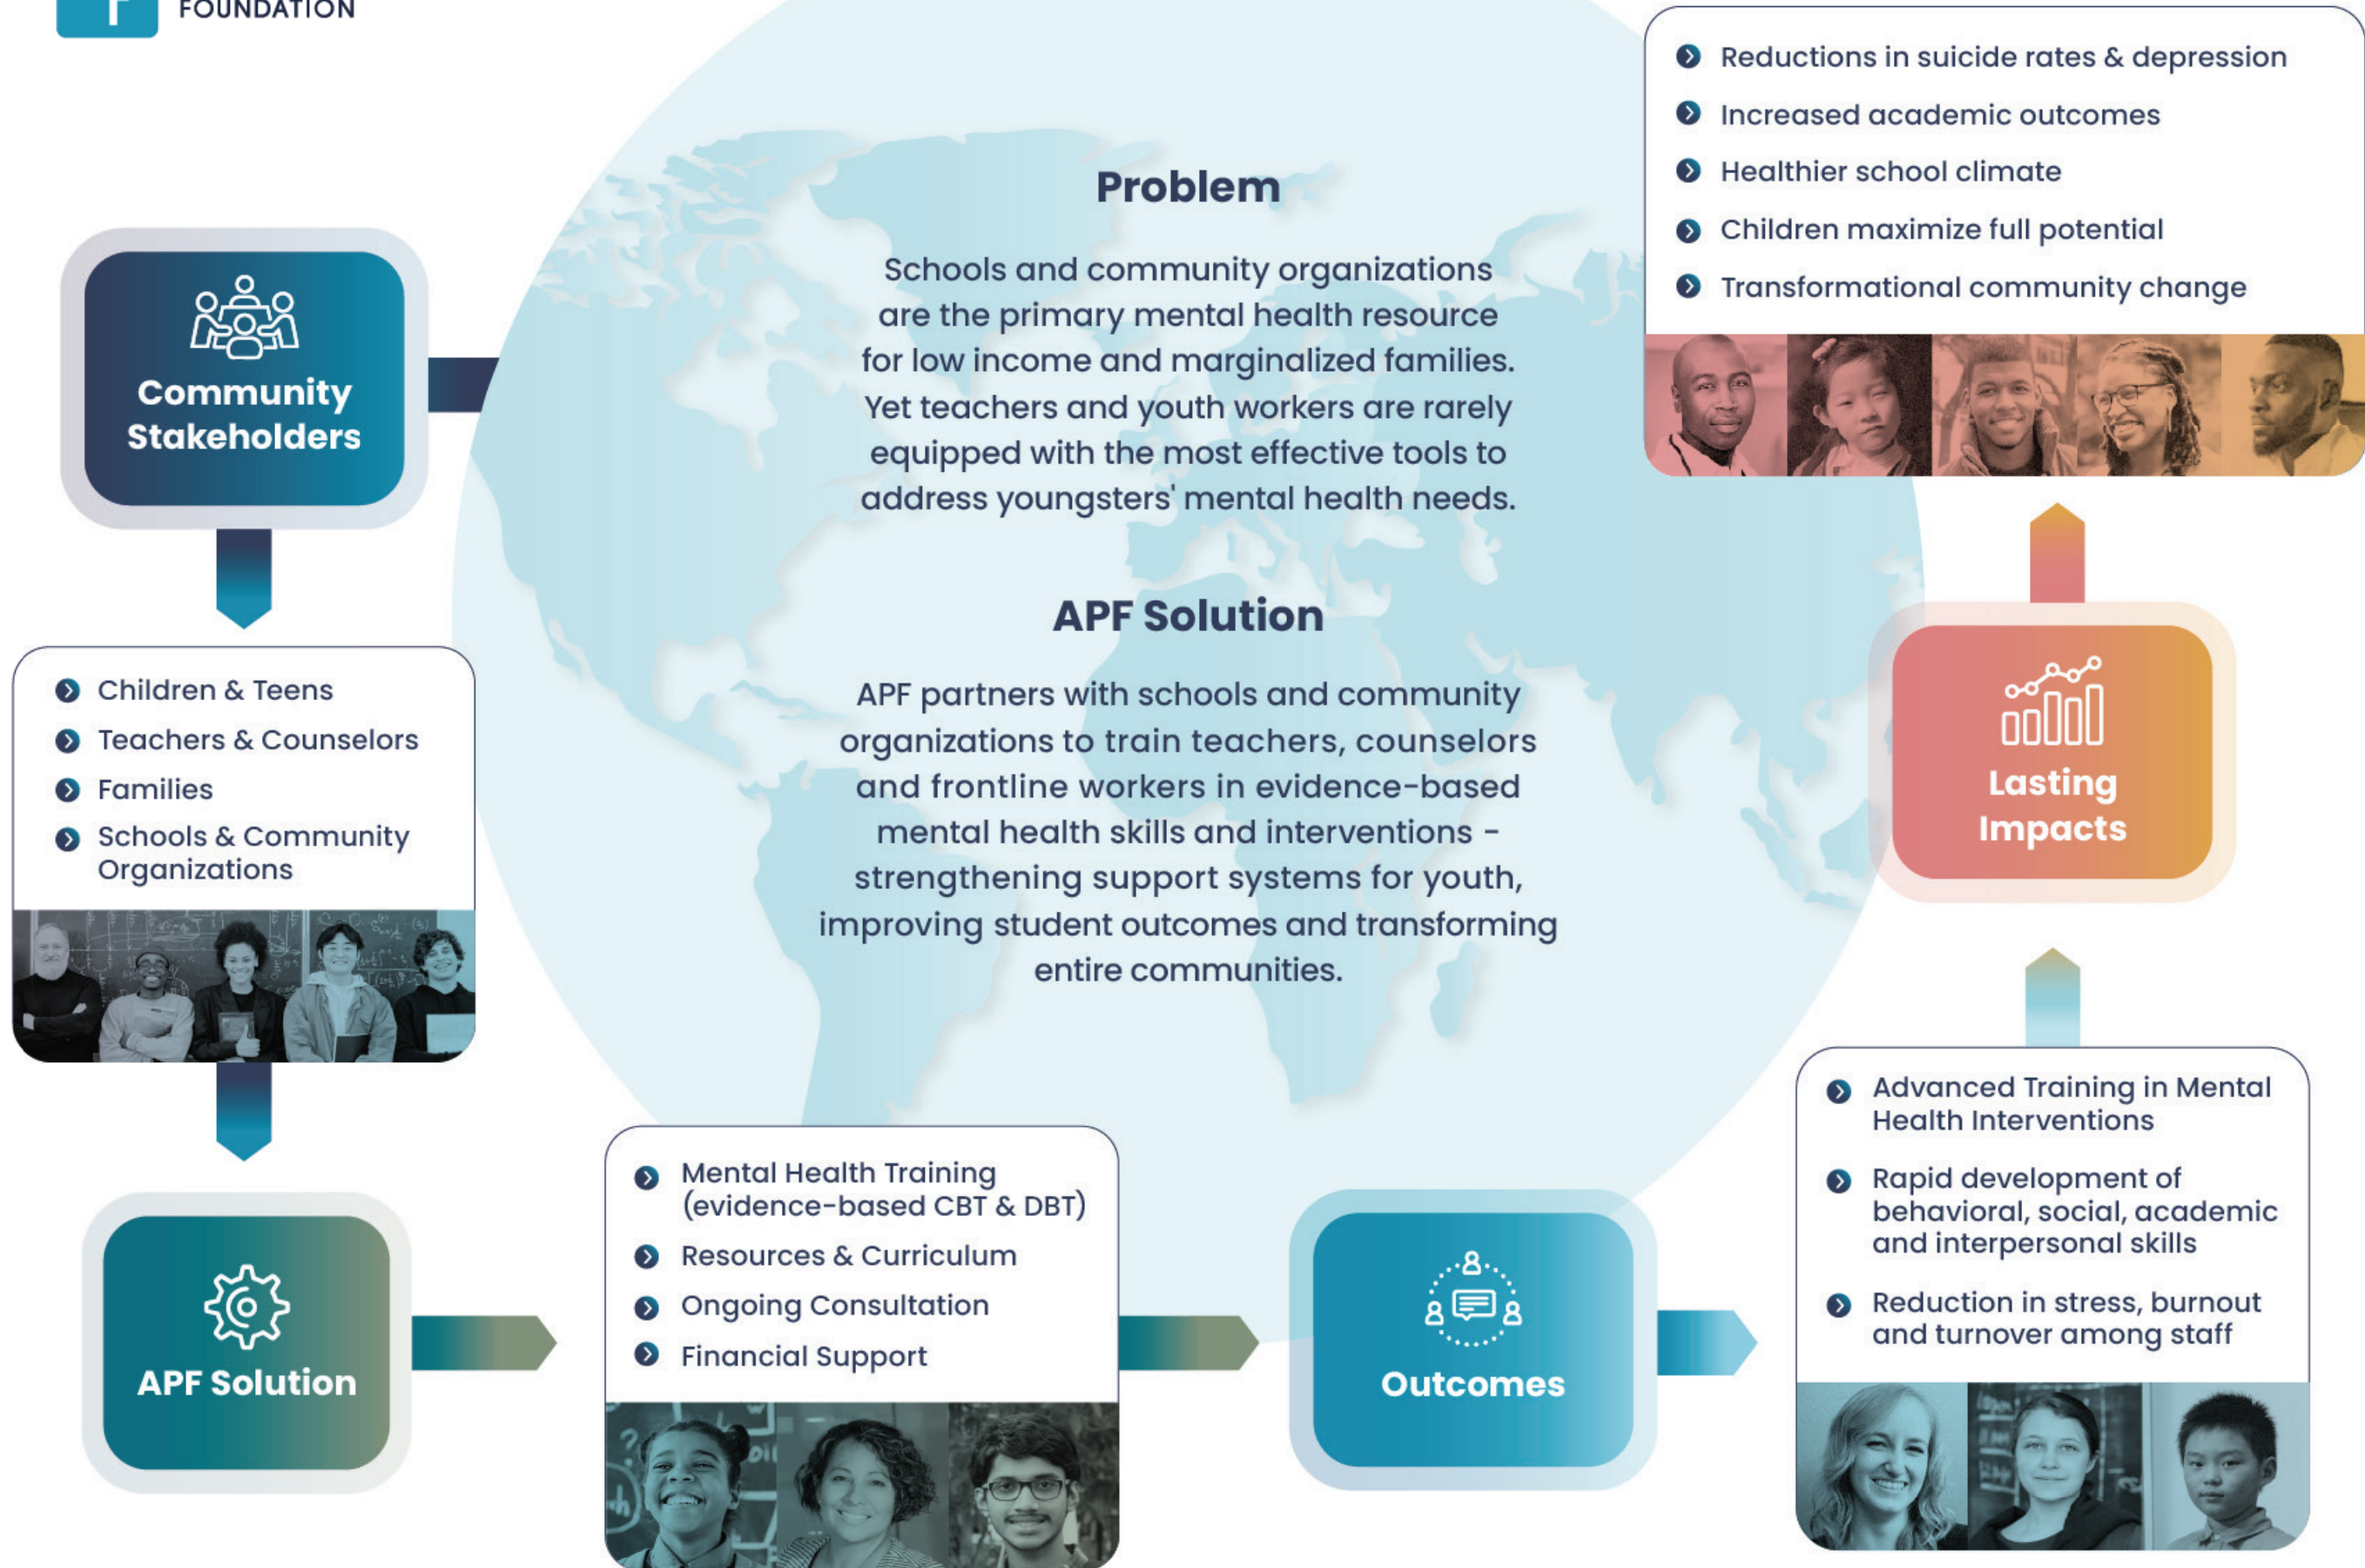 FOUNDATION
Problem
Schools and community organizations
are the primary mental health resource
for low income and marginalized families.
Yet teachers and youth workers are rarely
equipped with the most effective tools to
address youngsters' mental health needs.
APF Solution
APF partners with schools and community
organizations to train teachers, counselors
and frontline workers in evidence-based
mental health skills and interventions -
strengthening support systems for youth,
improving student outcomes and transforming
entire communities.
Community
Stakeholders
Children & Teens
Teachers & Counselors
Families
Schools & Community
Organizations
APF Solution
Mental Health Training
(evidence-based CBT & DBT)
Resources & Curriculum
Ongoing Consultation
Financial Support
Outcomes
Advanced Training in Mental
Health Interventions
Rapid development of
behavioral, social, academic
and interpersonal skills
Reduction in stress, burnout
and turnover among staff
Lasting
Impacts
Reductions in suicide rates & depression
Increased academic outcomes
Healthier school climate
Children maximize full potential
Transformational community change